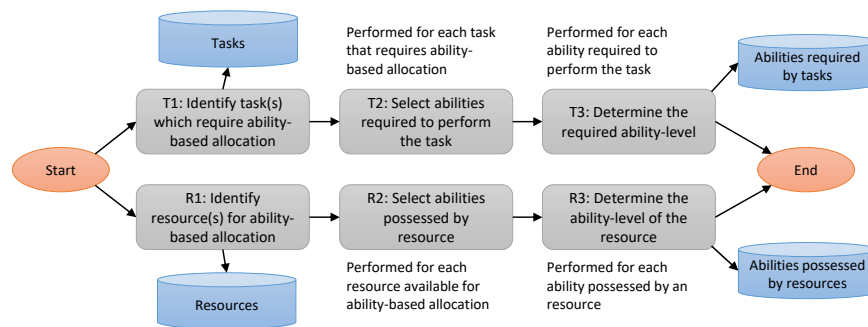 Tasks
Performed for each task
that requires ability-
based allocation
Performed for each
ability required to
perform the task
Abilities required
by tasks
T1: Identify task(s)
which require ability-
based allocation
T2: Select abilities
required to perform
the task
T3: Determine the
required ability-level
Start
End
R1: Identify
resource(s) for ability-
based allocation
R2: Select abilities
possessed by
resource
R3: Determine the
ability-level of the
resource
Resources
Performed for each
resource available for
ability-based allocation
Performed for each
ability possessed by an
resource
Abilities possessed
by resources